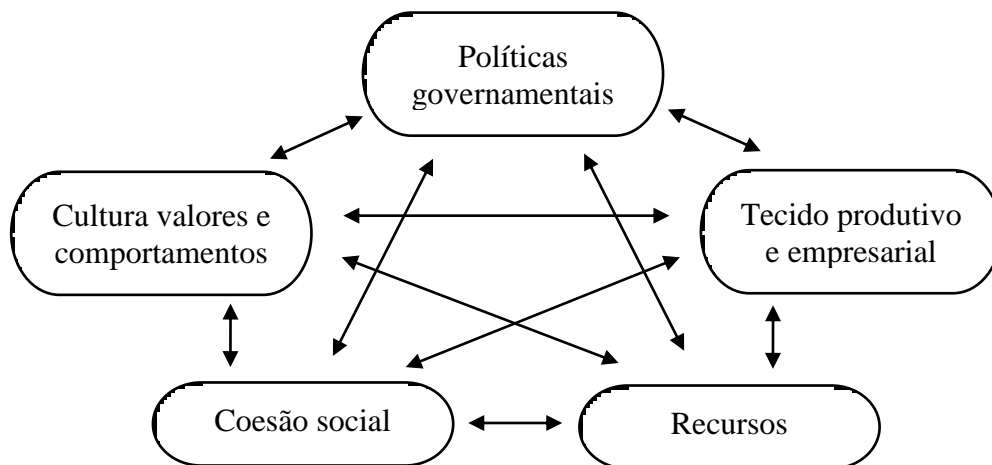 Políticas
governamentais
Cultura valores e
comportamentos
Tecido produtivo
e empresarial
Coesão social
Recursos